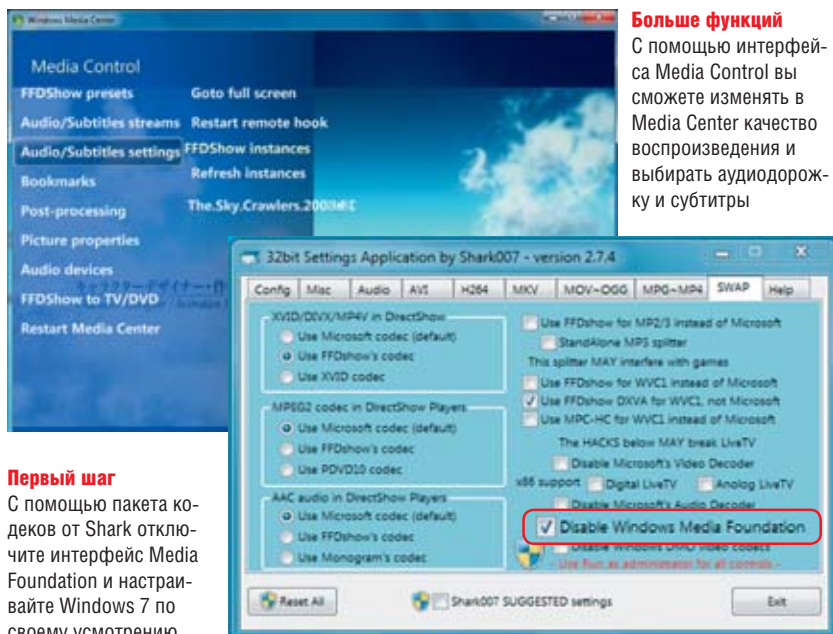 Windows Media Center
Media Control
FFDShow presets
Audio/Subtitles streams
Audio/Subtitles settings
Bookmarks
Post-processing
Picture properties
Audio devices
FFDShow to TV/DVD
Restart Media Center
Goto full screen
Restart remote hook
FFDShow instances
Refresh instances
The.Sky.Crawlers.2008
Больше функций
С помощью интерфей-
са Media Control вы
сможете изменять в
Media Center качество
воспроизведения и
выбирать аудиодорож-
ку и субтитры
32bit Settings Application by Shark007 - version 2.7.4
Config Misc Audio AVI H264 MKV MOV~OGG MPG~MP4 SWAP Help
XVID/DIVX/MP4V in DirectShow
Use Microsoft codec (default)
Use FFDshow's codec
Use XVID codec
MPEG2 codec in DirectShow Players
Use Microsoft codec (default)
Use FFDshow's codec
Use PDVD10 codec
AAC audio in DirectShow Players
Use Microsoft codec (default)
Use FFDshow's codec
Use Monogram's codec
Use FFDshow for MP2/3 instead of Microsoft
StandAlone MP3 splitter
This splitter MAY interfere with games
Use FFDshow for WVC1 instead of Microsoft
Use FFDshow DXVA for WVC1, not Microsoft
Use MPC-HC for WVC1 instead of Microsoft
The HACKS below MAY break LiveTV
Disable Microsoft's Video Decoder
x86 support Digital LiveTV Analog LiveTV
Disable Microsoft's Audio Decoder
Disable Windows Media Foundation
Disable Windows DMO video codecs
- Use Run as administrator for all controls -
Reset All
Shark007 SUGGESTED settings
Exit
Первый шаг
С помощью пакета ко-
деков от Shark отклю-
чите интерфейс Media
Foundation и настраи-
вайте Windows 7 по
своему усмотрению